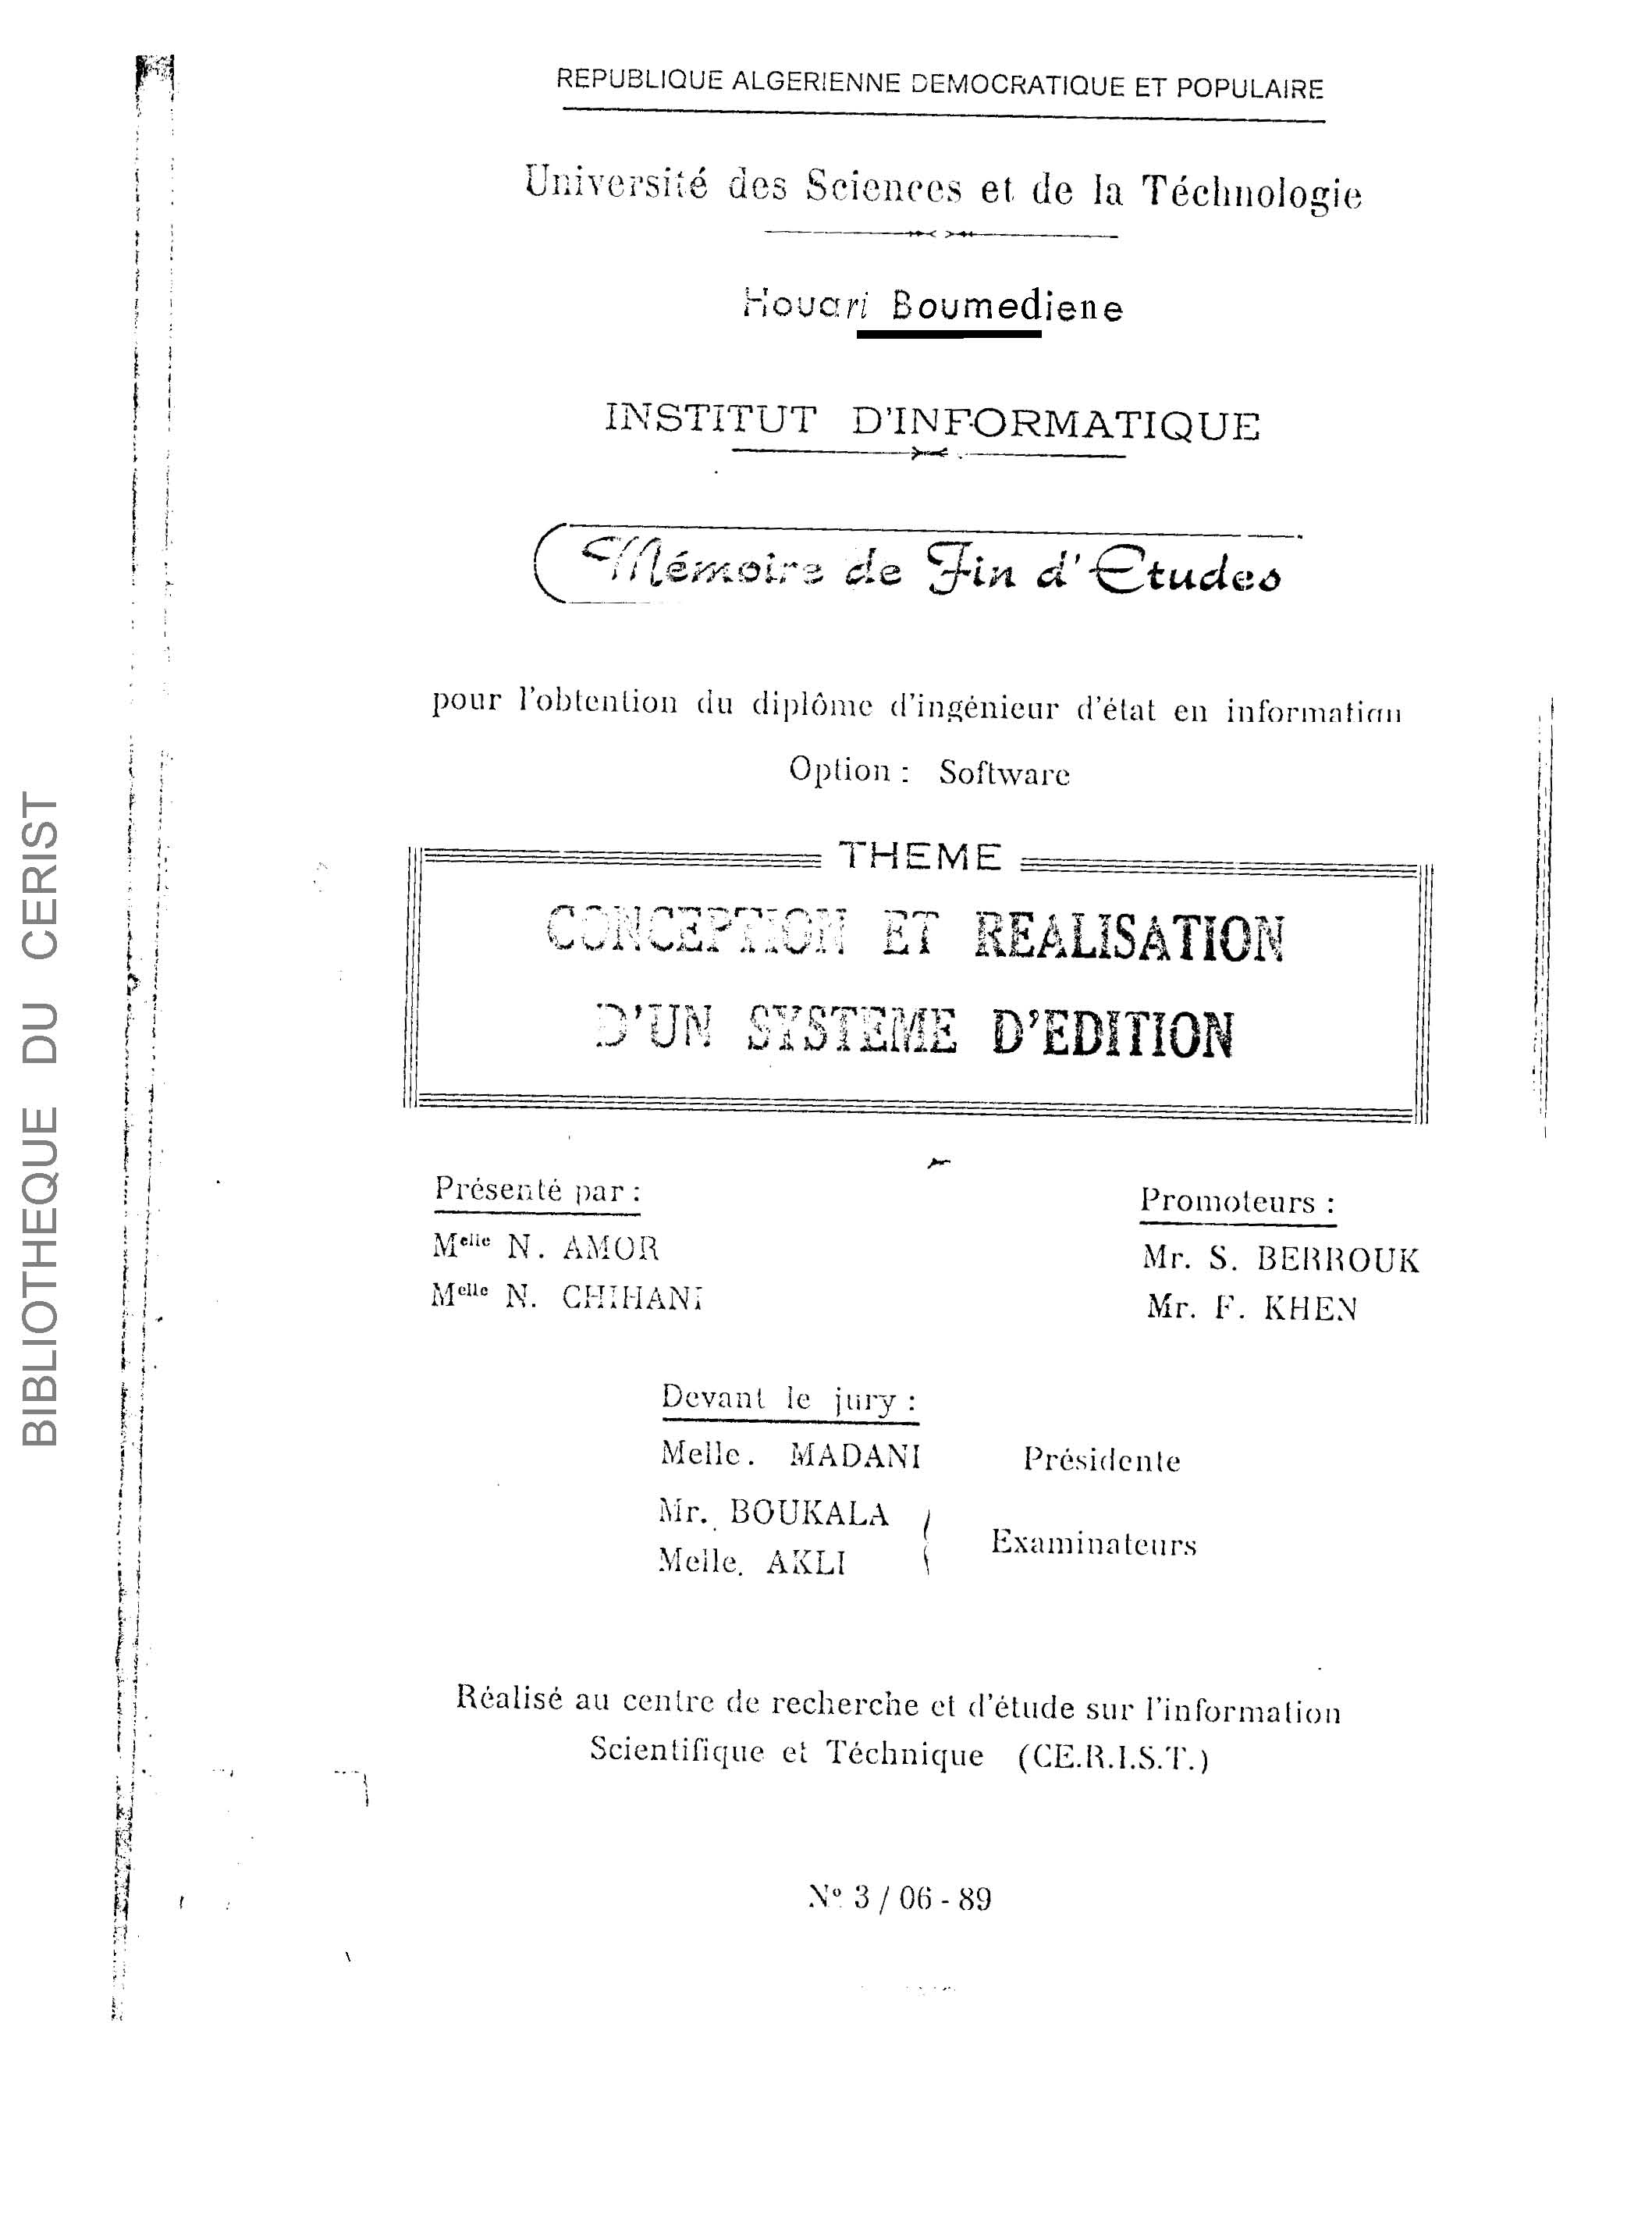 REPUBLIQUE ALGERIENNE DEMOCRATIQUE ET POPULAIRE
Université des Sciences et de la Téchnologie
Houari Boumediene
INSTITUT D'INFORMATIQUE
Mémoire de Fin d'Etudes
pour l'obtention du diplôme d'ingénieur d'état en information
Option : Software
THEME
CONCEPTION ET REALISATION
D'UN SYSTEME D'EDITION
Présenté par :
Melle N. AMOR
Melle N. CHIHANI
Promoteurs :
Mr. S. BERROUK
Mr. F. KHEN
Devant le jury :
Melle. MADANI Présidente
Mr. BOUKALA
Melle. AKLI
Examinateurs
Réalisé au centre de recherche et d'étude sur l'information
Scientifique et Téchnique (CE.R.I.S.T.)
N° 3 / 06 - 89
BIBLIOTHEQUE DU CERIST